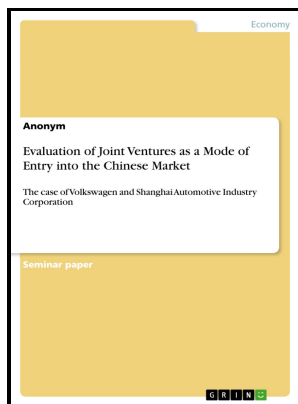 Economy
Anonym
Evaluation of Joint Ventures as a Mode of
Entry into the Chinese Market
The case of Volkswagen and Shanghai Automotive Industry
Corporation
Seminar paper
GRIN